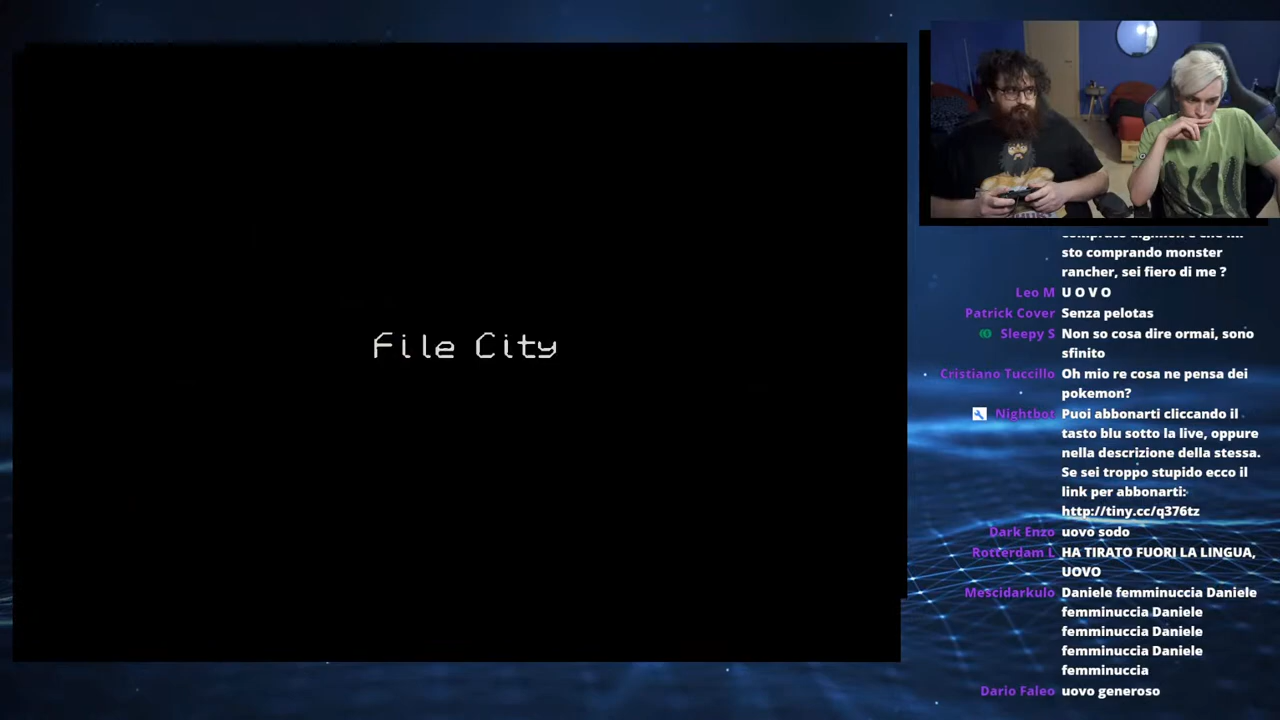 File City
sto comprando monster
rancher, sei fiero di me ?
Leo M U O V O
Patrick Cover Senza pelotas
Sleepy S Non so cosa dire ormai, sono
sfinito
Cristiano Tuccillo Oh mio re cosa ne pensa dei
pokemon?
Nightbot Puoi abbonarti cliccando il
tasto blu sotto la live, oppure
nella descrizione della stessa.
Se sei troppo stupido ecco il
link per abbonarti:
http://tiny.cc/q376tz
Dark Enzo uovo sodo
Rotterdam L HA TIRATO FUORI LA LINGUA,
UOVO
Mescidarkulo Daniele femminuccia Daniele
femminuccia Daniele
femminuccia Daniele
femminuccia Daniele
femminuccia
Dario Faleo uovo generoso